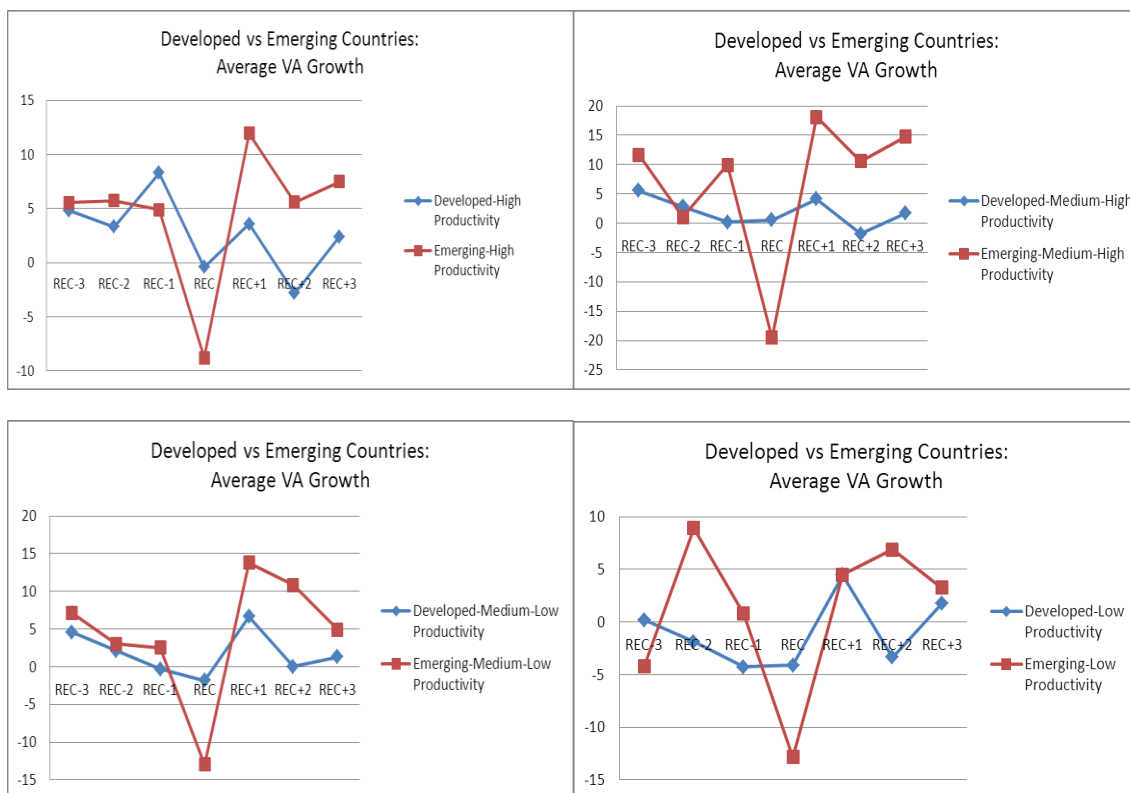 Developed vs Emerging Countries:
Average VA Growth
15
10
5
0
-5
-10
REC-3 REC-2 REC-1 REC REC+1 REC+2 REC+3
Developed-High
Productivity
Emerging-High
Productivity
Developed vs Emerging Countries:
Average VA Growth
20
15
10
5
0
-5
-10
-15
-20
-25
REC-3 REC-2 REC-1 REC REC+1 REC+2 REC+3
Developed-Medium-High
Productivity
Emerging-Medium-High
Productivity
Developed vs Emerging Countries:
Average VA Growth
20
15
10
5
0
-5
-10
-15
REC-3 REC-2 REC-1 REC REC+1 REC+2 REC+3
Developed-Medium-Low
Productivity
Emerging-Medium-Low
Productivity
Developed vs Emerging Countries:
Average VA Growth
10
5
0
-5
-10
-15
REC-3 REC-2 REC-1 REC REC+1 REC+2 REC+3
Developed-Low
Productivity
Emerging-Low
Productivity